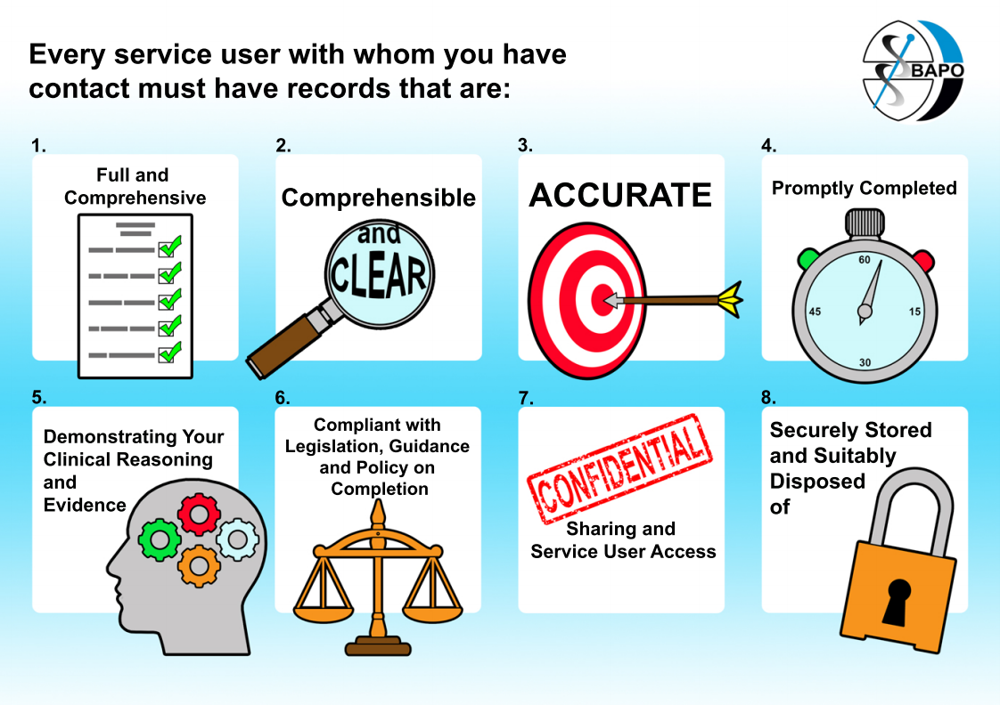 Every service user with whom you have
contact must have records that are:
BAPO
1.
Full and
Comprehensive
2.
Comprehensible
and
CLEAR
3.
ACCURATE
4.
Promptly Completed
60
45
15
30
5.
Demonstrating Your
Clinical Reasoning
and
Evidence
6.
Compliant with
Legislation, Guidance
and Policy on
Completion
7.
CONFIDENTIAL
Sharing and
Service User Access
8.
Securely Stored
and Suitably
Disposed
of